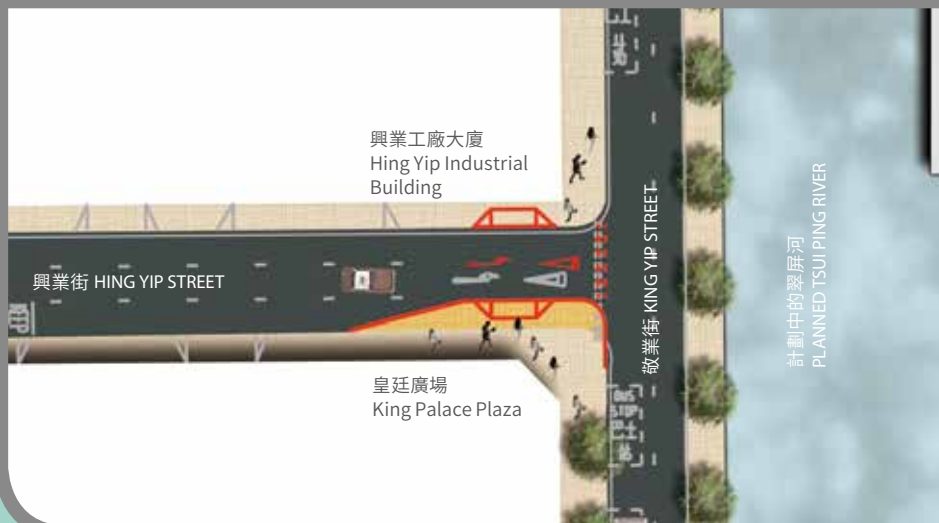 興業工廠大廈
Hing Yip Industrial
Building
興業街 HING YIP STREET
敬業街 KING YIP STREET
計劃中的翠屏河
PLANNED TSUI PING RIVER
KEEP
皇廷廣場
King Palace Plaza
BUS
STOP